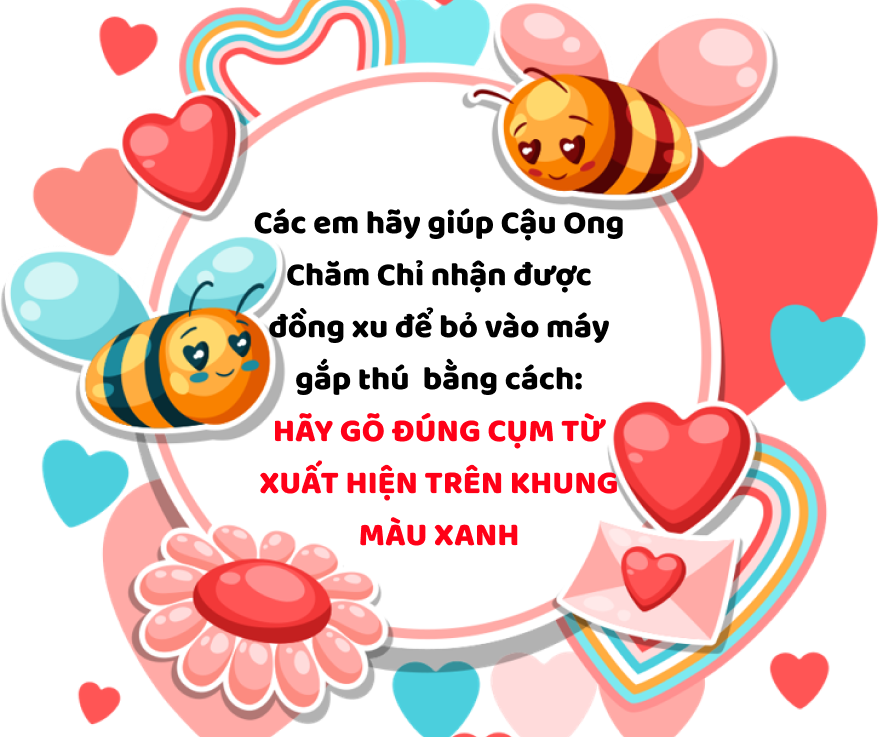 Các em hãy giúp Cậu Ong
Chăm Chỉ nhận được
đồng xu để bỏ vào máy
gắp thú bằng cách:
HÃY GÕ ĐÚNG CỤM TỪ
XUẤT HIỆN TRÊN KHUNG
MÀU XANH